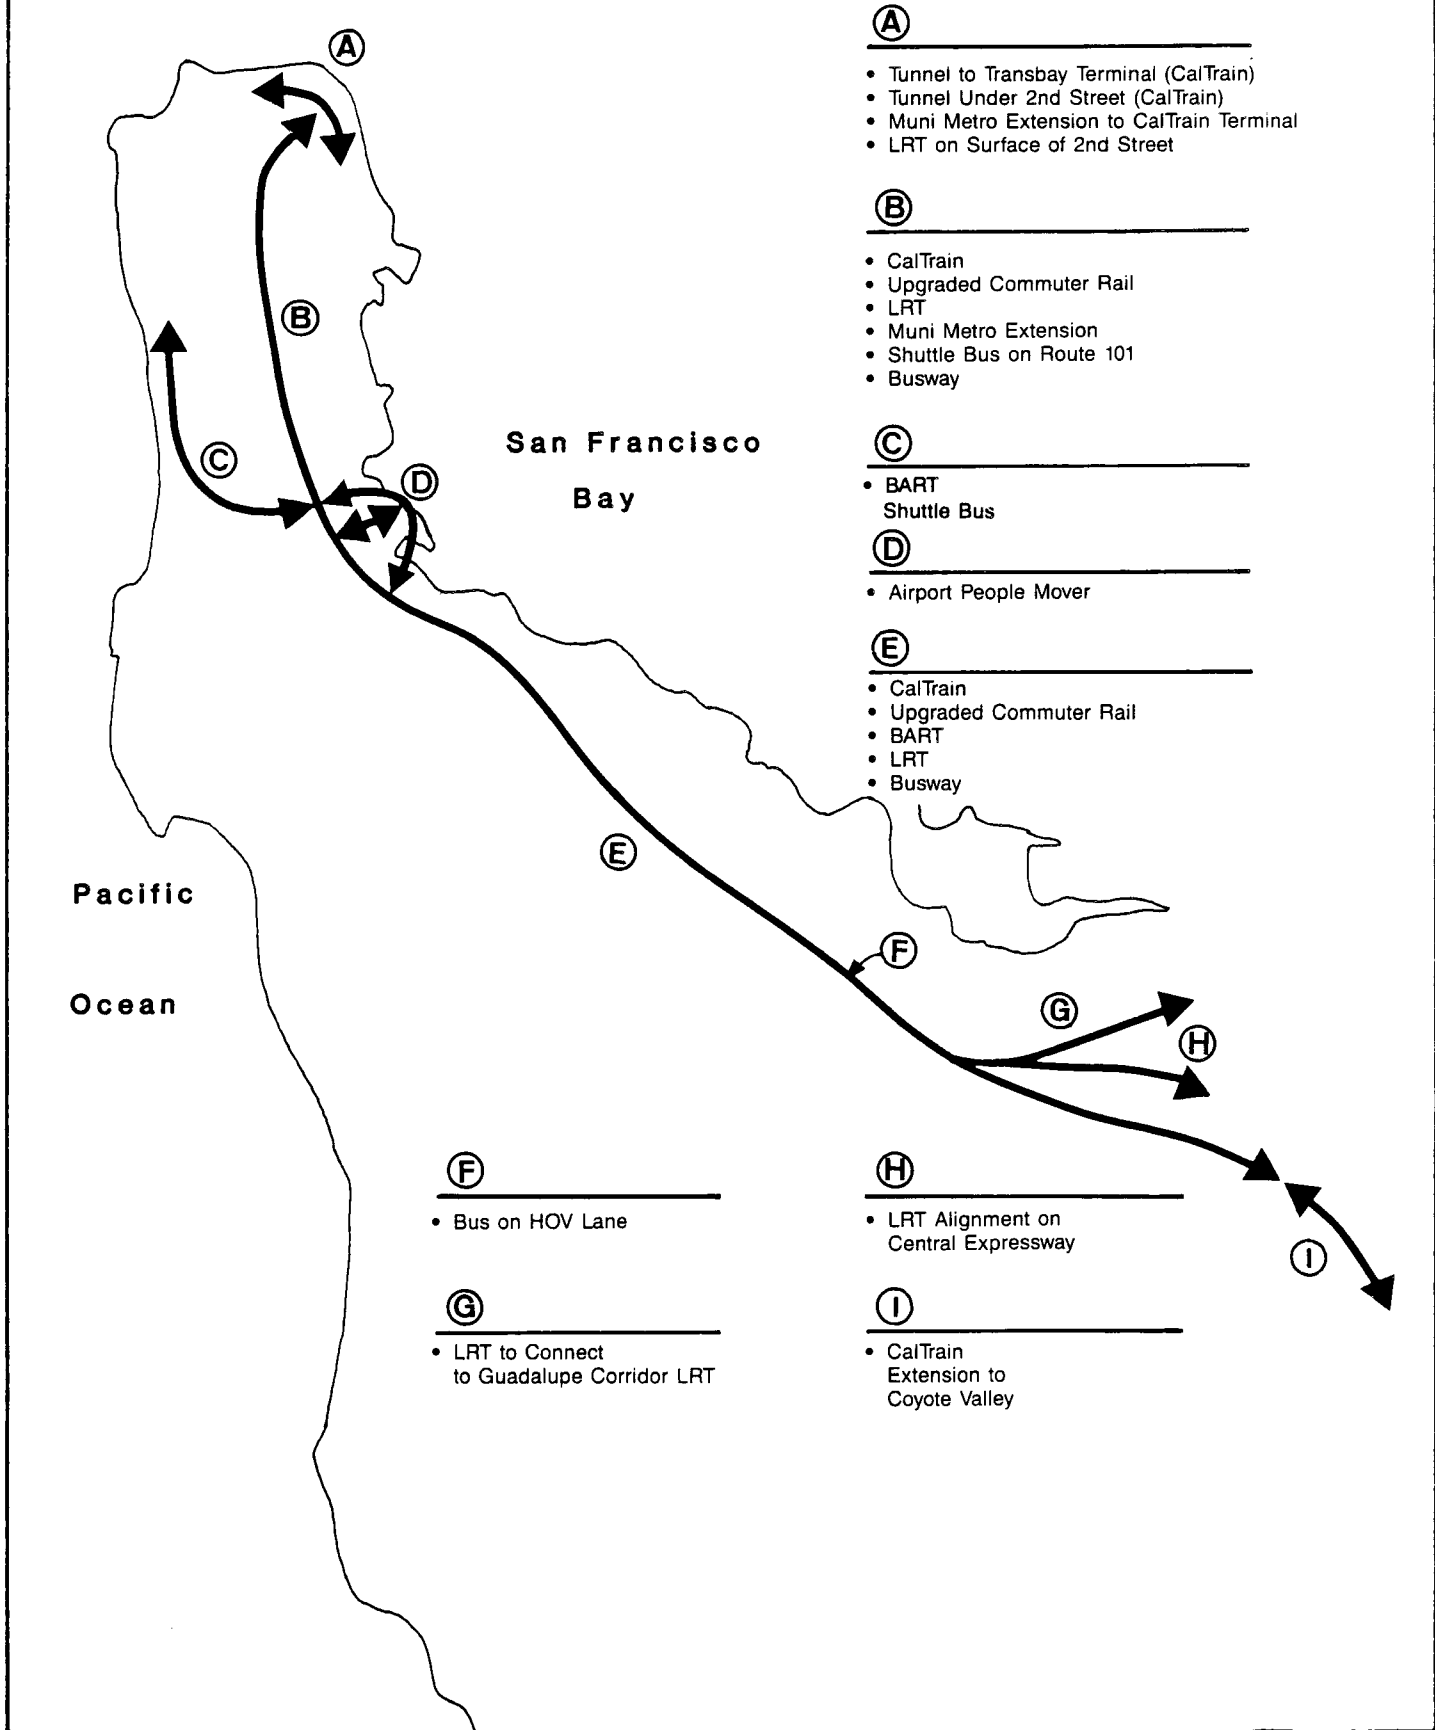 Ⓐ
Ⓐ
• Tunnel to Transbay Terminal (CalTrain)
• Tunnel Under 2nd Street (CalTrain)
• Muni Metro Extension to CalTrain Terminal
• LRT on Surface of 2nd Street
Ⓑ
• CalTrain
• Upgraded Commuter Rail
• LRT
• Muni Metro Extension
• Shuttle Bus on Route 101
• Busway
Ⓑ
Ⓒ
• BART
Shuttle Bus
Ⓒ
San Francisco
Bay
Ⓓ
Ⓓ
• Airport People Mover
Ⓔ
• CalTrain
• Upgraded Commuter Rail
• BART
• LRT
• Busway
Ⓔ
Pacific
Ocean
Ⓕ
Ⓖ
Ⓗ
Ⓘ
Ⓕ
• Bus on HOV Lane
Ⓖ
• LRT to Connect
to Guadalupe Corridor LRT
Ⓗ
• LRT Alignment on
Central Expressway
Ⓘ
• CalTrain
Extension to
Coyote Valley